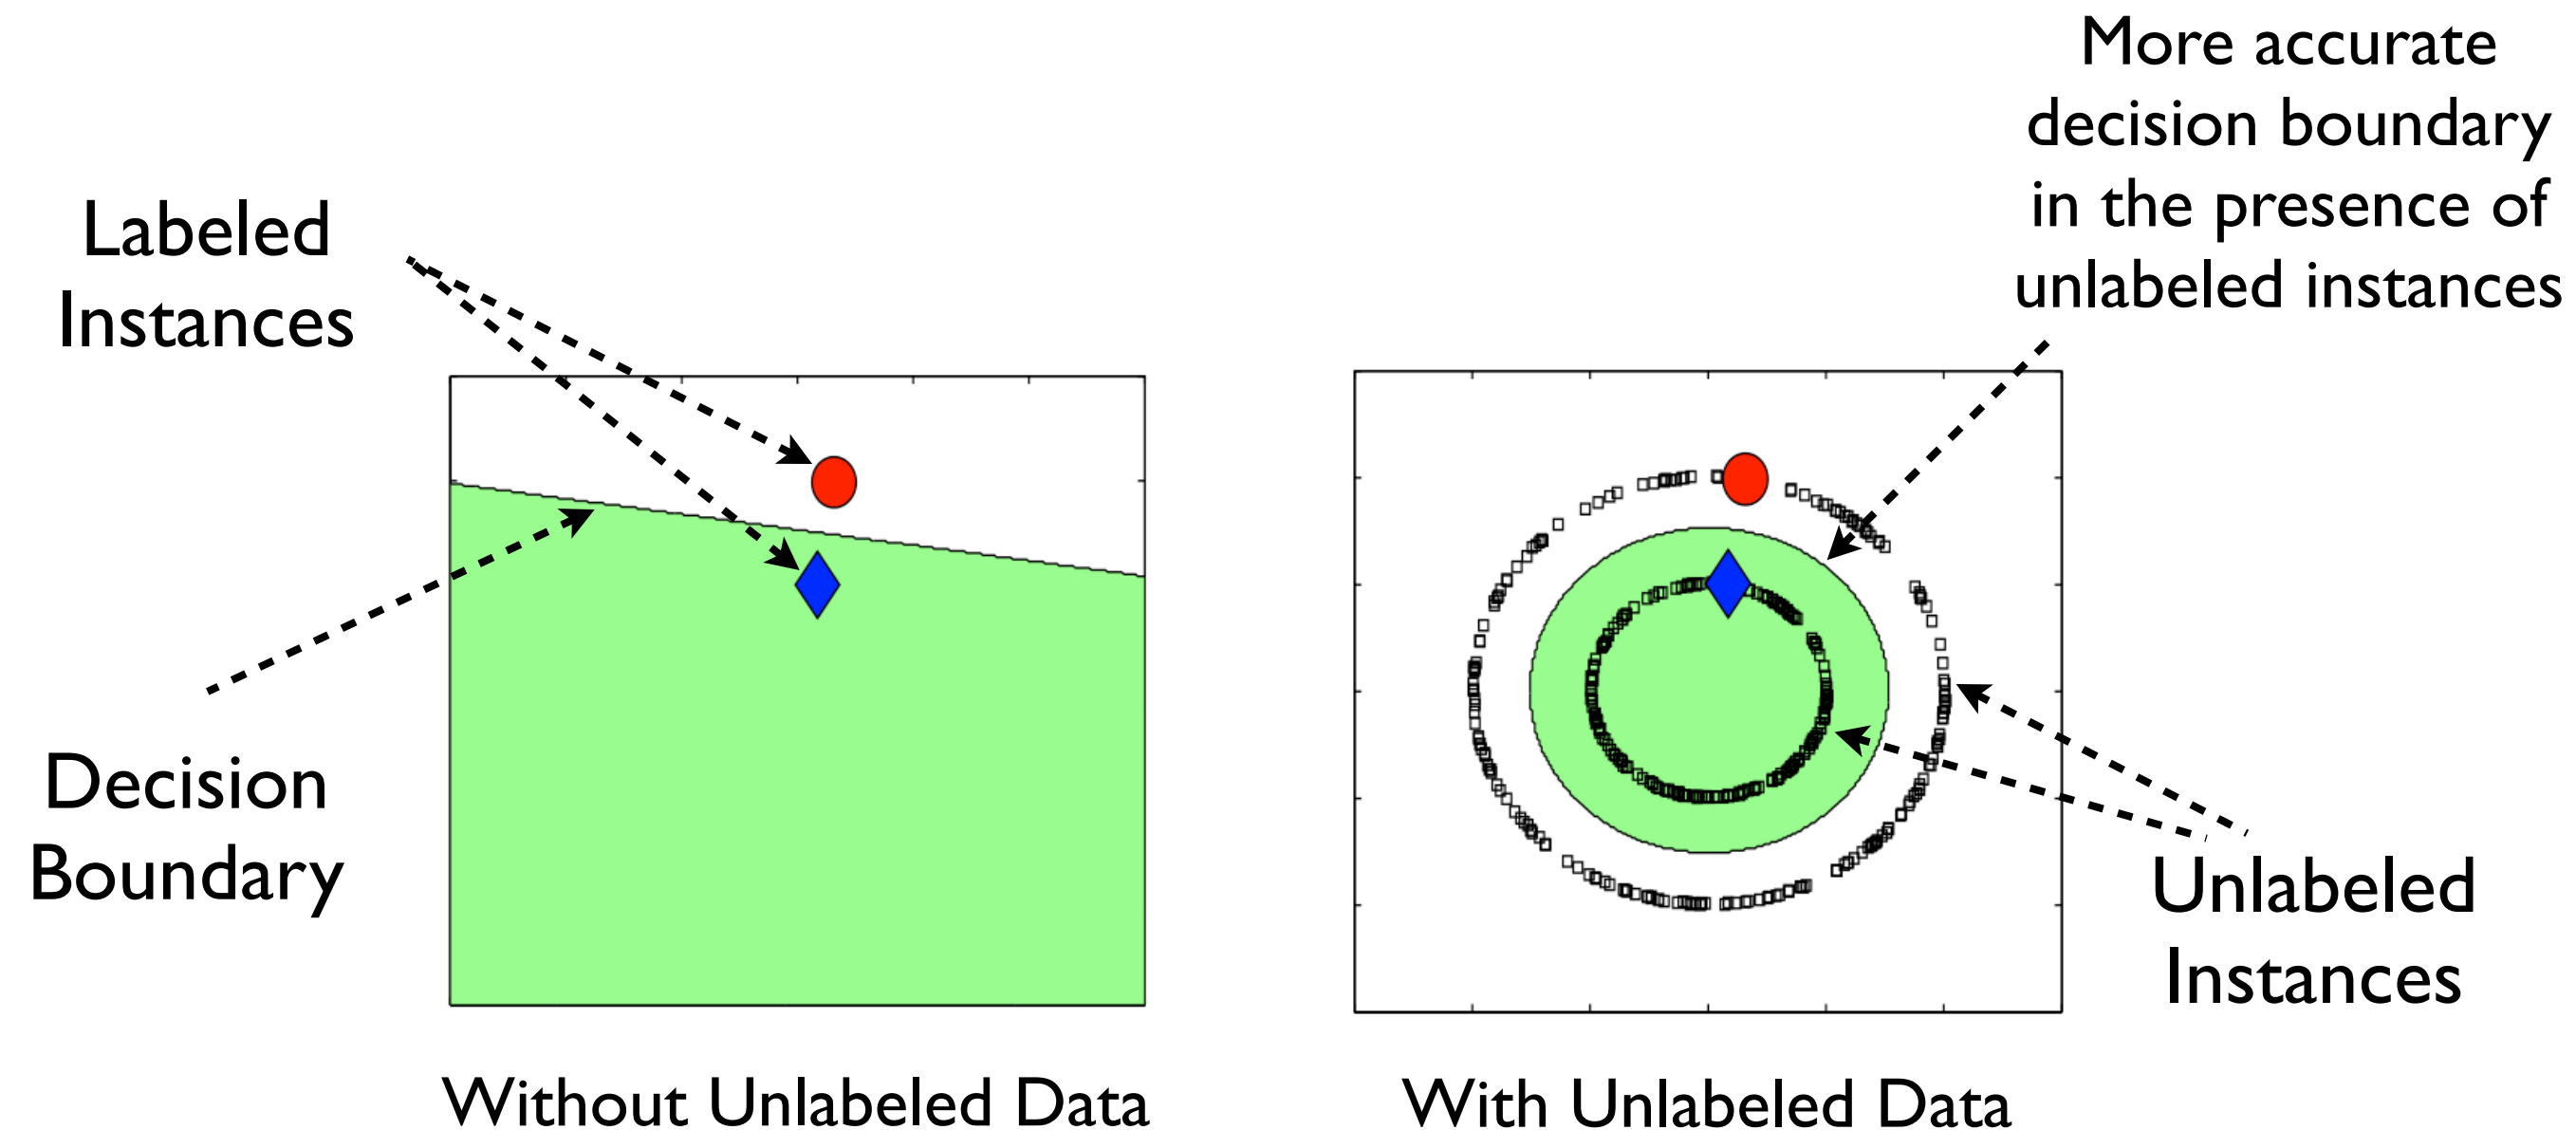 More accurate
decision boundary
in the presence of
unlabeled instances
Labeled
Instances
Decision
Boundary
Unlabeled
Instances
Without Unlabeled Data
With Unlabeled Data